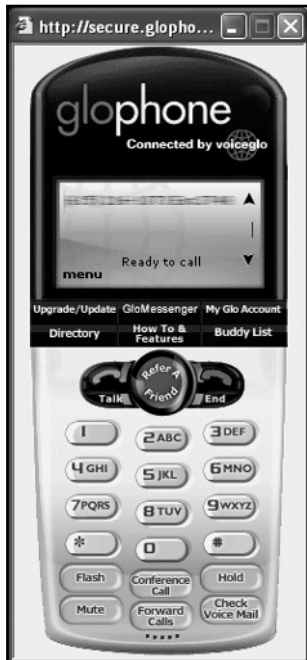 http://secure.glopho...
glophone
Connected by voiceglo
Ready to call
menu
Upgrade/Update GloMessenger My Glo Account
Directory How To & Features Buddy List
Refer A Friend
Talk End
1 2ABC 3DEF
4GHI 5JKL 6MNO
7PQRS 8TUV 9WXYZ
* 0 #
Flash Conference Call Hold
Mute Forward Calls Check Voice Mail